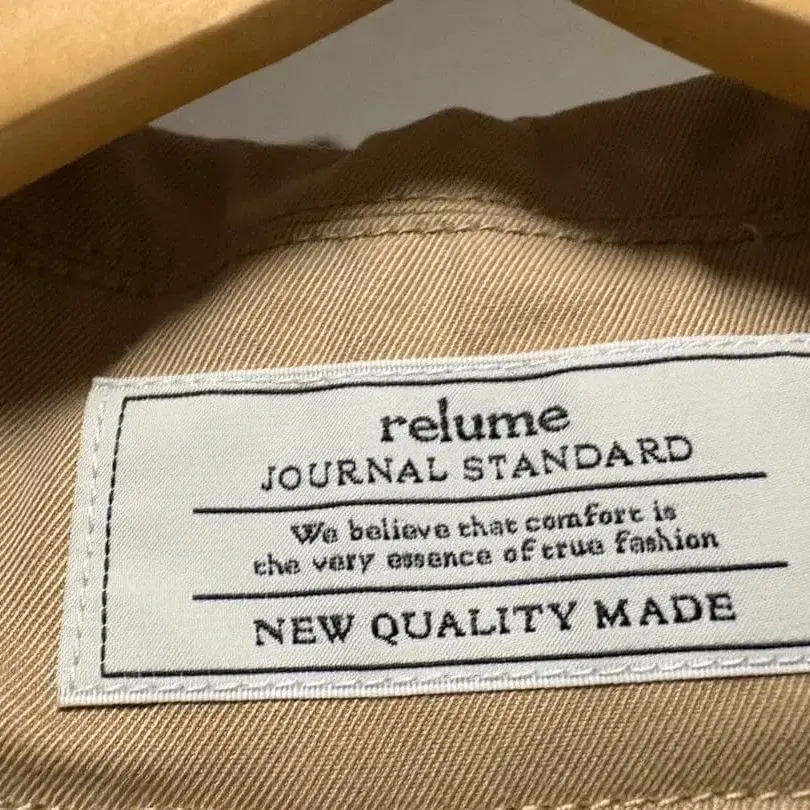 relume
JOURNAL STANDARD
We believe that comfort is
the very essence of true fashion
NEW QUALITY MADE